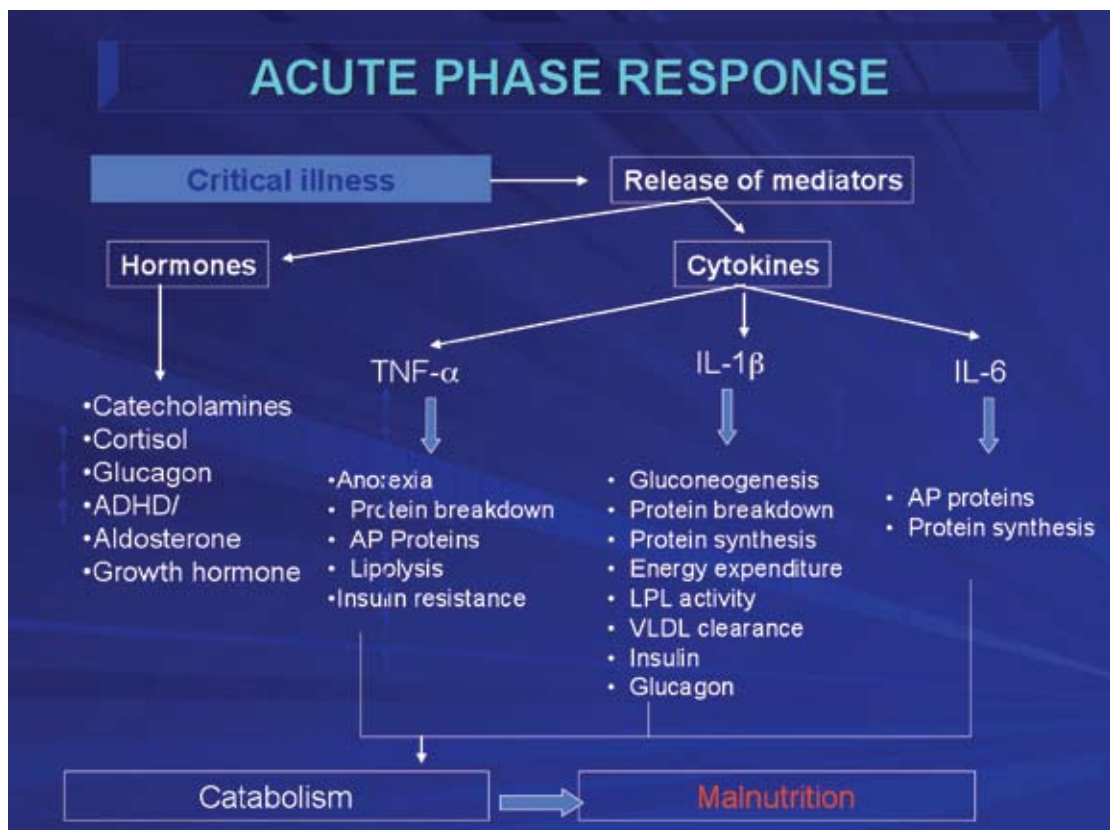 ACUTE PHASE RESPONSE
Critical illness
Release of mediators
Hormones
Cytokines
TNF-α
IL-1β
IL-6
•Catecholamines
•Cortisol
•Glucagon
•ADHD/
•Aldosterone
•Growth hormone
•Anorexia
• Protein breakdown
• AP Proteins
• Lipolysis
•Insulin resistance
• Gluconeogenesis
• Protein breakdown
• Protein synthesis
• Energy expenditure
• LPL activity
• VLDL clearance
• Insulin
• Glucagon
• AP proteins
• Protein synthesis
Catabolism
Malnutrition